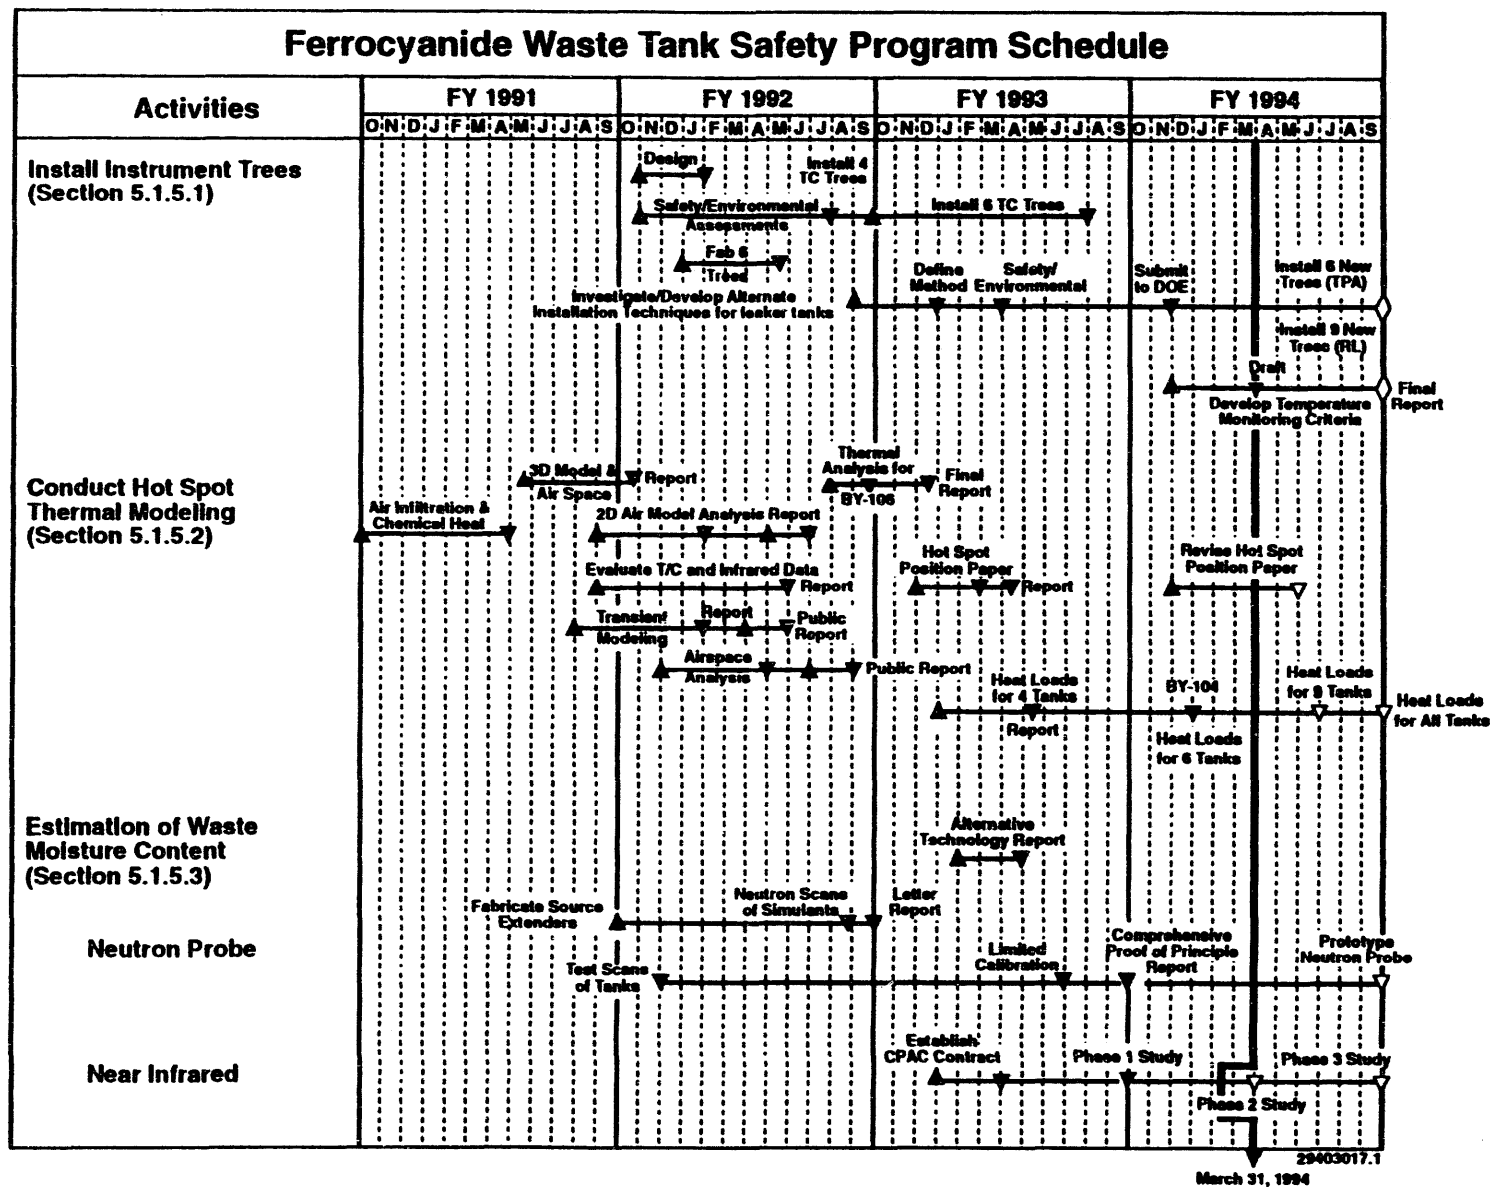 Ferrocyanide Waste Tank Safety Program Schedule
Activities
FY 1991
FY 1992
FY 1993
FY 1994
O N D J F M A M J J A S O N D J F M A M J J A S O N D J F M A M J J A S O N D J F M A M J J A S
Install Instrument Trees
(Section 5.1.5.1)
Design
Install 4
TC Trees
Safety/Environmental
Assessments
Install 6 TC Trees
Fab 6
Trees
Investigate/Develop Alternate
Installation Techniques for leaker tanks
Define
Method
Safety/
Environmental
Submit
to DOE
Install 6 New
Trees (TPA)
Install 9 New
Trees (RL)
Draft
Final
Report
Develop Temperature
Monitoring Criteria
Conduct Hot Spot
Thermal Modeling
(Section 5.1.5.2)
3D Model &
Air Space
Report
Thermal
Analysis for
BY-105
Final
Report
Air Infiltration &
Chemical Heat
2D Air Model Analysis Report
Evaluate T/C and Infrared Data
Report
Hot Spot
Position Paper
Report
Revise Hot Spot
Position Paper
Transient
Modeling
Report
Public
Report
Airspace
Analysis
Public Report
Heat Loads
for 4 Tanks
Report
BY-104
Heat Loads
for 6 Tanks
Heat Loads
for 9 Tanks
Heat Loads
for All Tanks
Estimation of Waste
Moisture Content
(Section 5.1.5.3)
Alternative
Technology Report
Fabricate Source
Extenders
Neutron Scans
of Simulants
Letter
Report
Neutron Probe
Test Scans
of Tanks
Limited
Calibration
Comprehensive
Proof of Principle
Report
Prototype
Neutron Probe
Near Infrared
Establish
CPAC Contract
Phase 1 Study
Phase 3 Study
Phase 2 Study
29403017.1
March 31, 1994